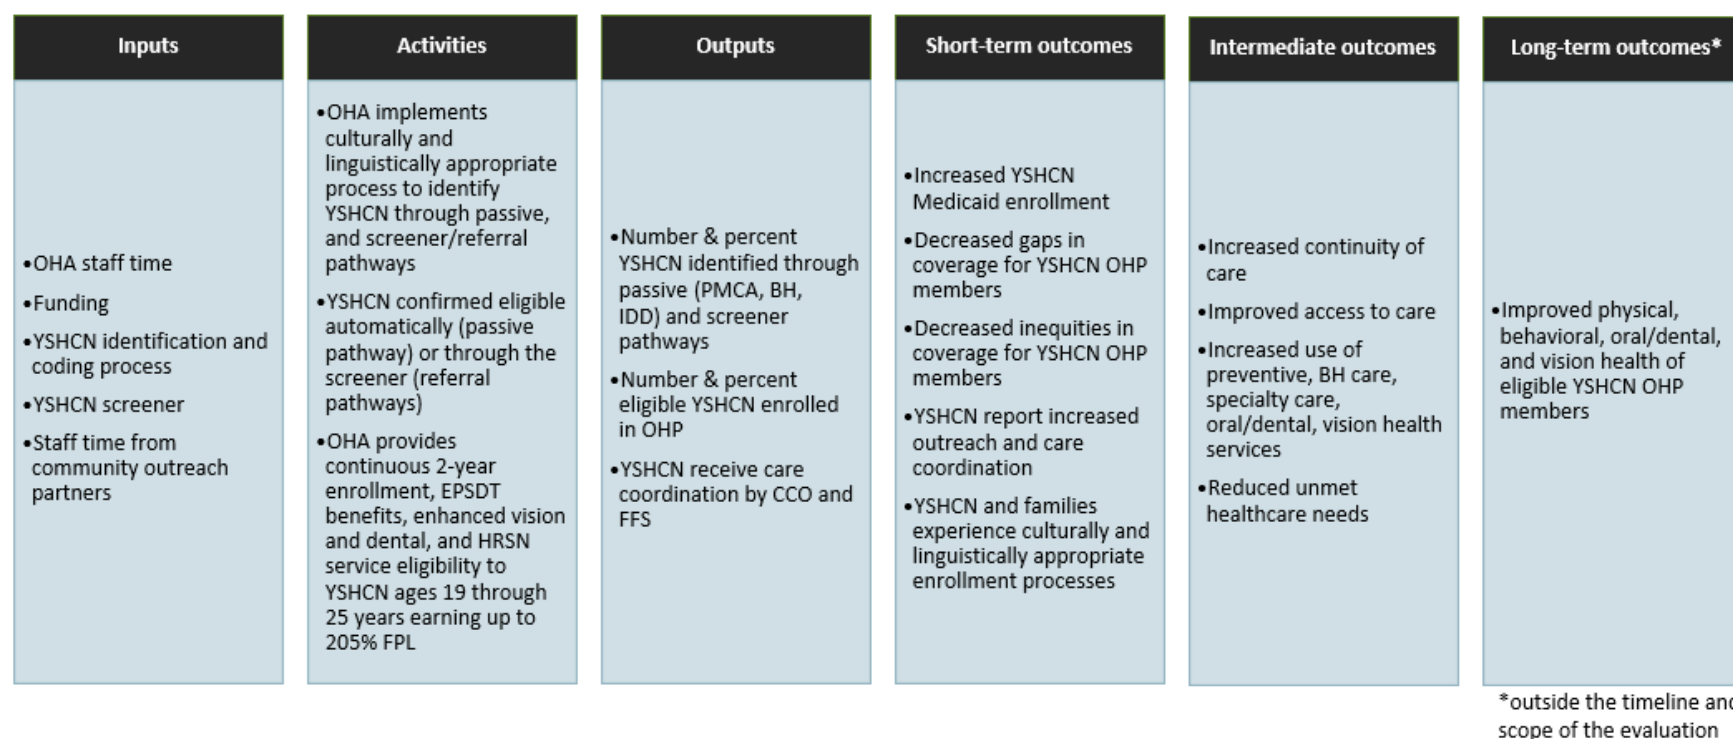 Inputs
•OHA staff time
•Funding
•YSHCN identification and
coding process
•YSHCN screener
•Staff time from
community outreach
partners
Activities
•OHA implements
culturally and
linguistically appropriate
process to identify
YSHCN through passive,
and screener/referral
pathways
•YSHCN confirmed eligible
automatically (passive
pathway) or through the
screener (referral
pathways)
•OHA provides
continuous 2-year
enrollment, EPSDT
benefits, enhanced vision
and dental, and HRSN
service eligibility to
YSHCN ages 19 through
25 years earning up to
205% FPL
Outputs
•Number & percent
YSHCN identified through
passive (PMCA, BH,
IDD) and screener
pathways
•Number & percent
eligible YSHCN enrolled
in OHP
•YSHCN receive care
coordination by CCO and
FFS
Short-term outcomes
•Increased YSHCN
Medicaid enrollment
•Decreased gaps in
coverage for YSHCN OHP
members
•Decreased inequities in
coverage for YSHCN OHP
members
•YSHCN report increased
outreach and care
coordination
•YSHCN and families
experience culturally and
linguistically appropriate
enrollment processes
Intermediate outcomes
•Increased continuity of
care
•Improved access to care
•Increased use of
preventive, BH care,
specialty care,
oral/dental, vision health
services
•Reduced unmet
healthcare needs
Long-term outcomes*
•Improved physical,
behavioral, oral/dental,
and vision health of
eligible YSHCN OHP
members
*outside the timeline and
scope of the evaluation